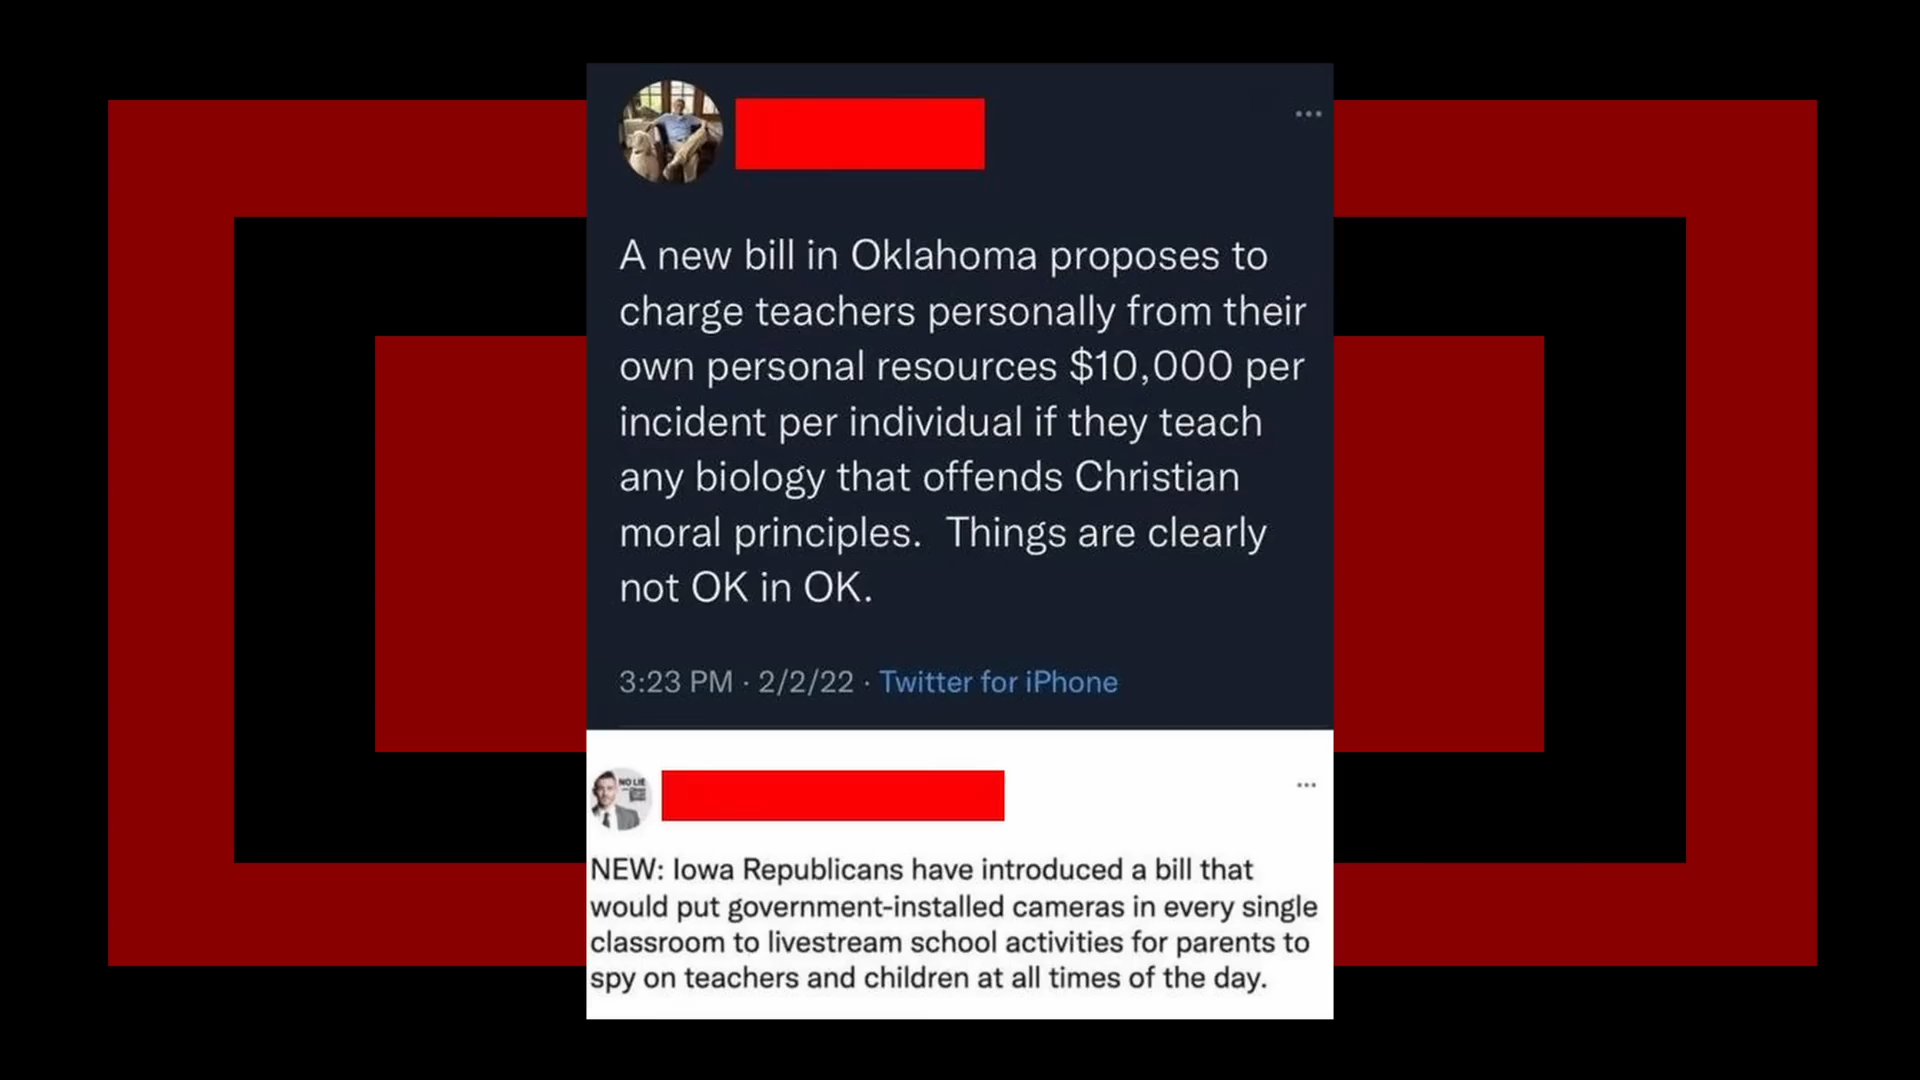 A new bill in Oklahoma proposes to
charge teachers personally from their
own personal resources $10,000 per
incident per individual if they teach
any biology that offends Christian
moral principles.  Things are clearly
not OK in OK.
3:23 PM · 2/2/22 · Twitter for iPhone
NO LIE
NEW: Iowa Republicans have introduced a bill that
would put government-installed cameras in every single
classroom to livestream school activities for parents to
spy on teachers and children at all times of the day.